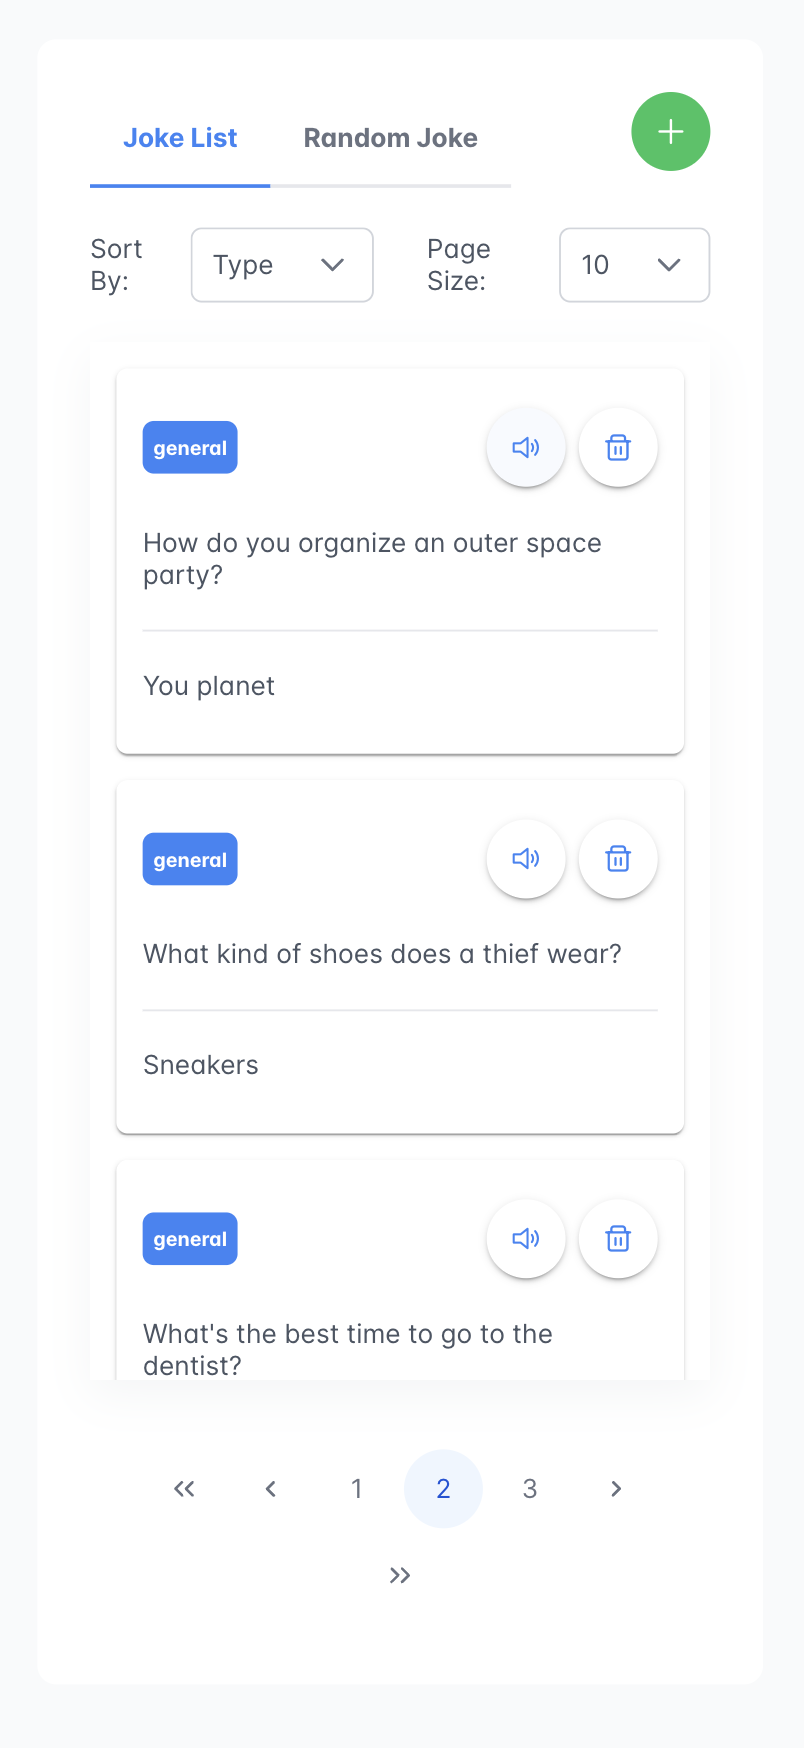 Joke List Random Joke
Sort
By:
Type
Page
Size:
10
general
How do you organize an outer space
party?
You planet
general
What kind of shoes does a thief wear?
Sneakers
general
What's the best time to go to the
dentist?
1 2 3